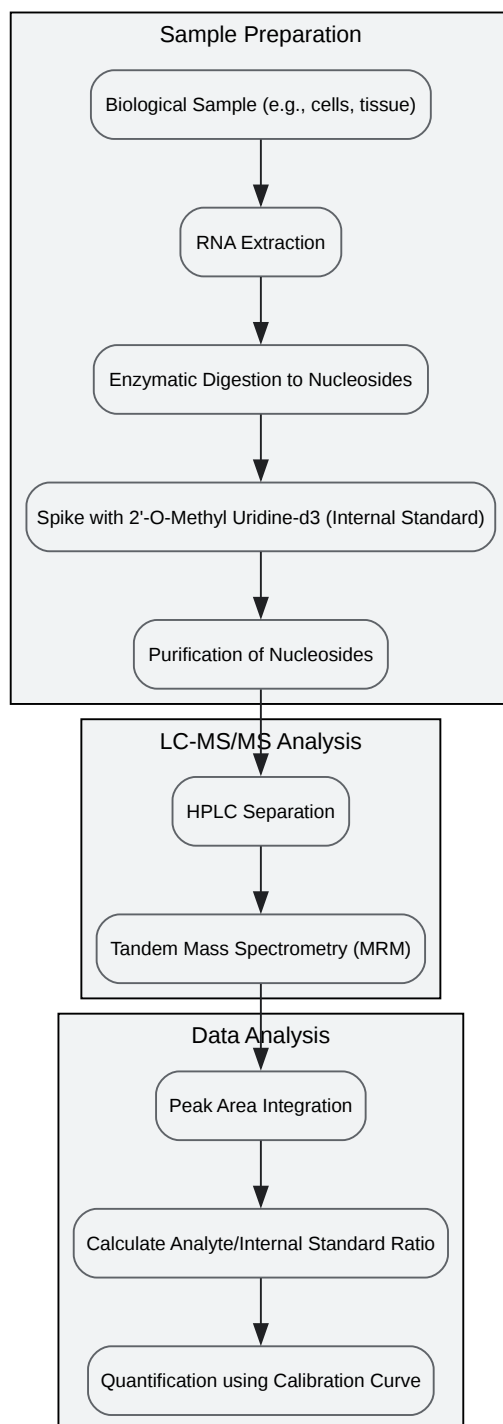 Sample Preparation
Biological Sample (e.g., cells, tissue)
RNA Extraction
Enzymatic Digestion to Nucleosides
Spike with 2'-O-Methyl Uridine-d3 (Internal Standard)
Purification of Nucleosides
LC-MS/MS Analysis
HPLC Separation
Tandem Mass Spectrometry (MRM)
Data Analysis
Peak Area Integration
Calculate Analyte/Internal Standard Ratio
Quantification using Calibration Curve